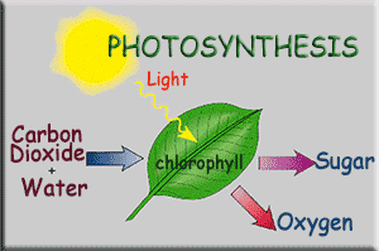 PHOTOSYNTHESIS
Light
Carbon
Dioxide
+
Water
chlorophyll
Sugar
Oxygen